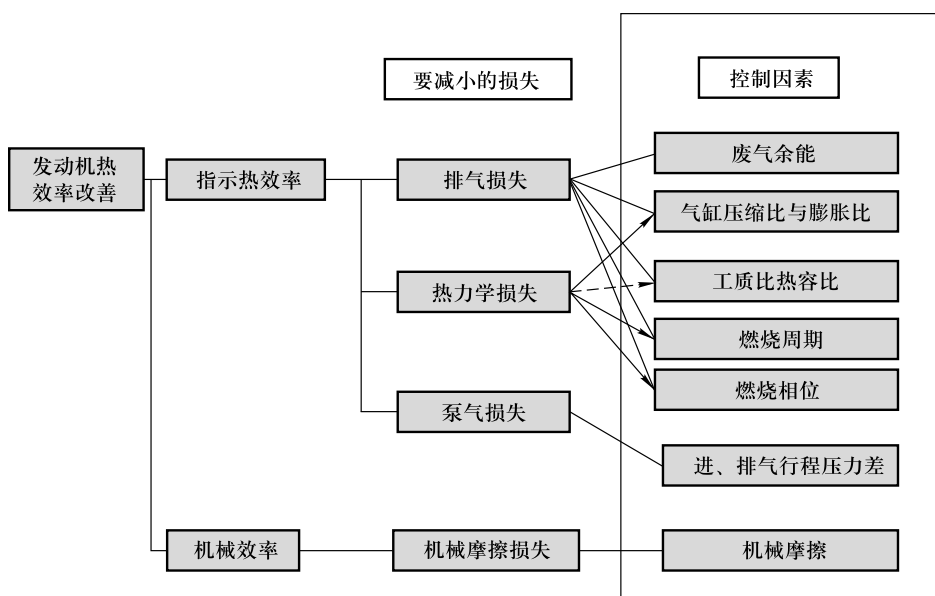 要减小的损失
控制因素
发动机热
效率改善
指示热效率
排气损失
废气余能
气缸压缩比与膨胀比
热力学损失
工质比热容比
燃烧周期
燃烧相位
泵气损失
进、排气行程压力差
机械效率
机械摩擦损失
机械摩擦